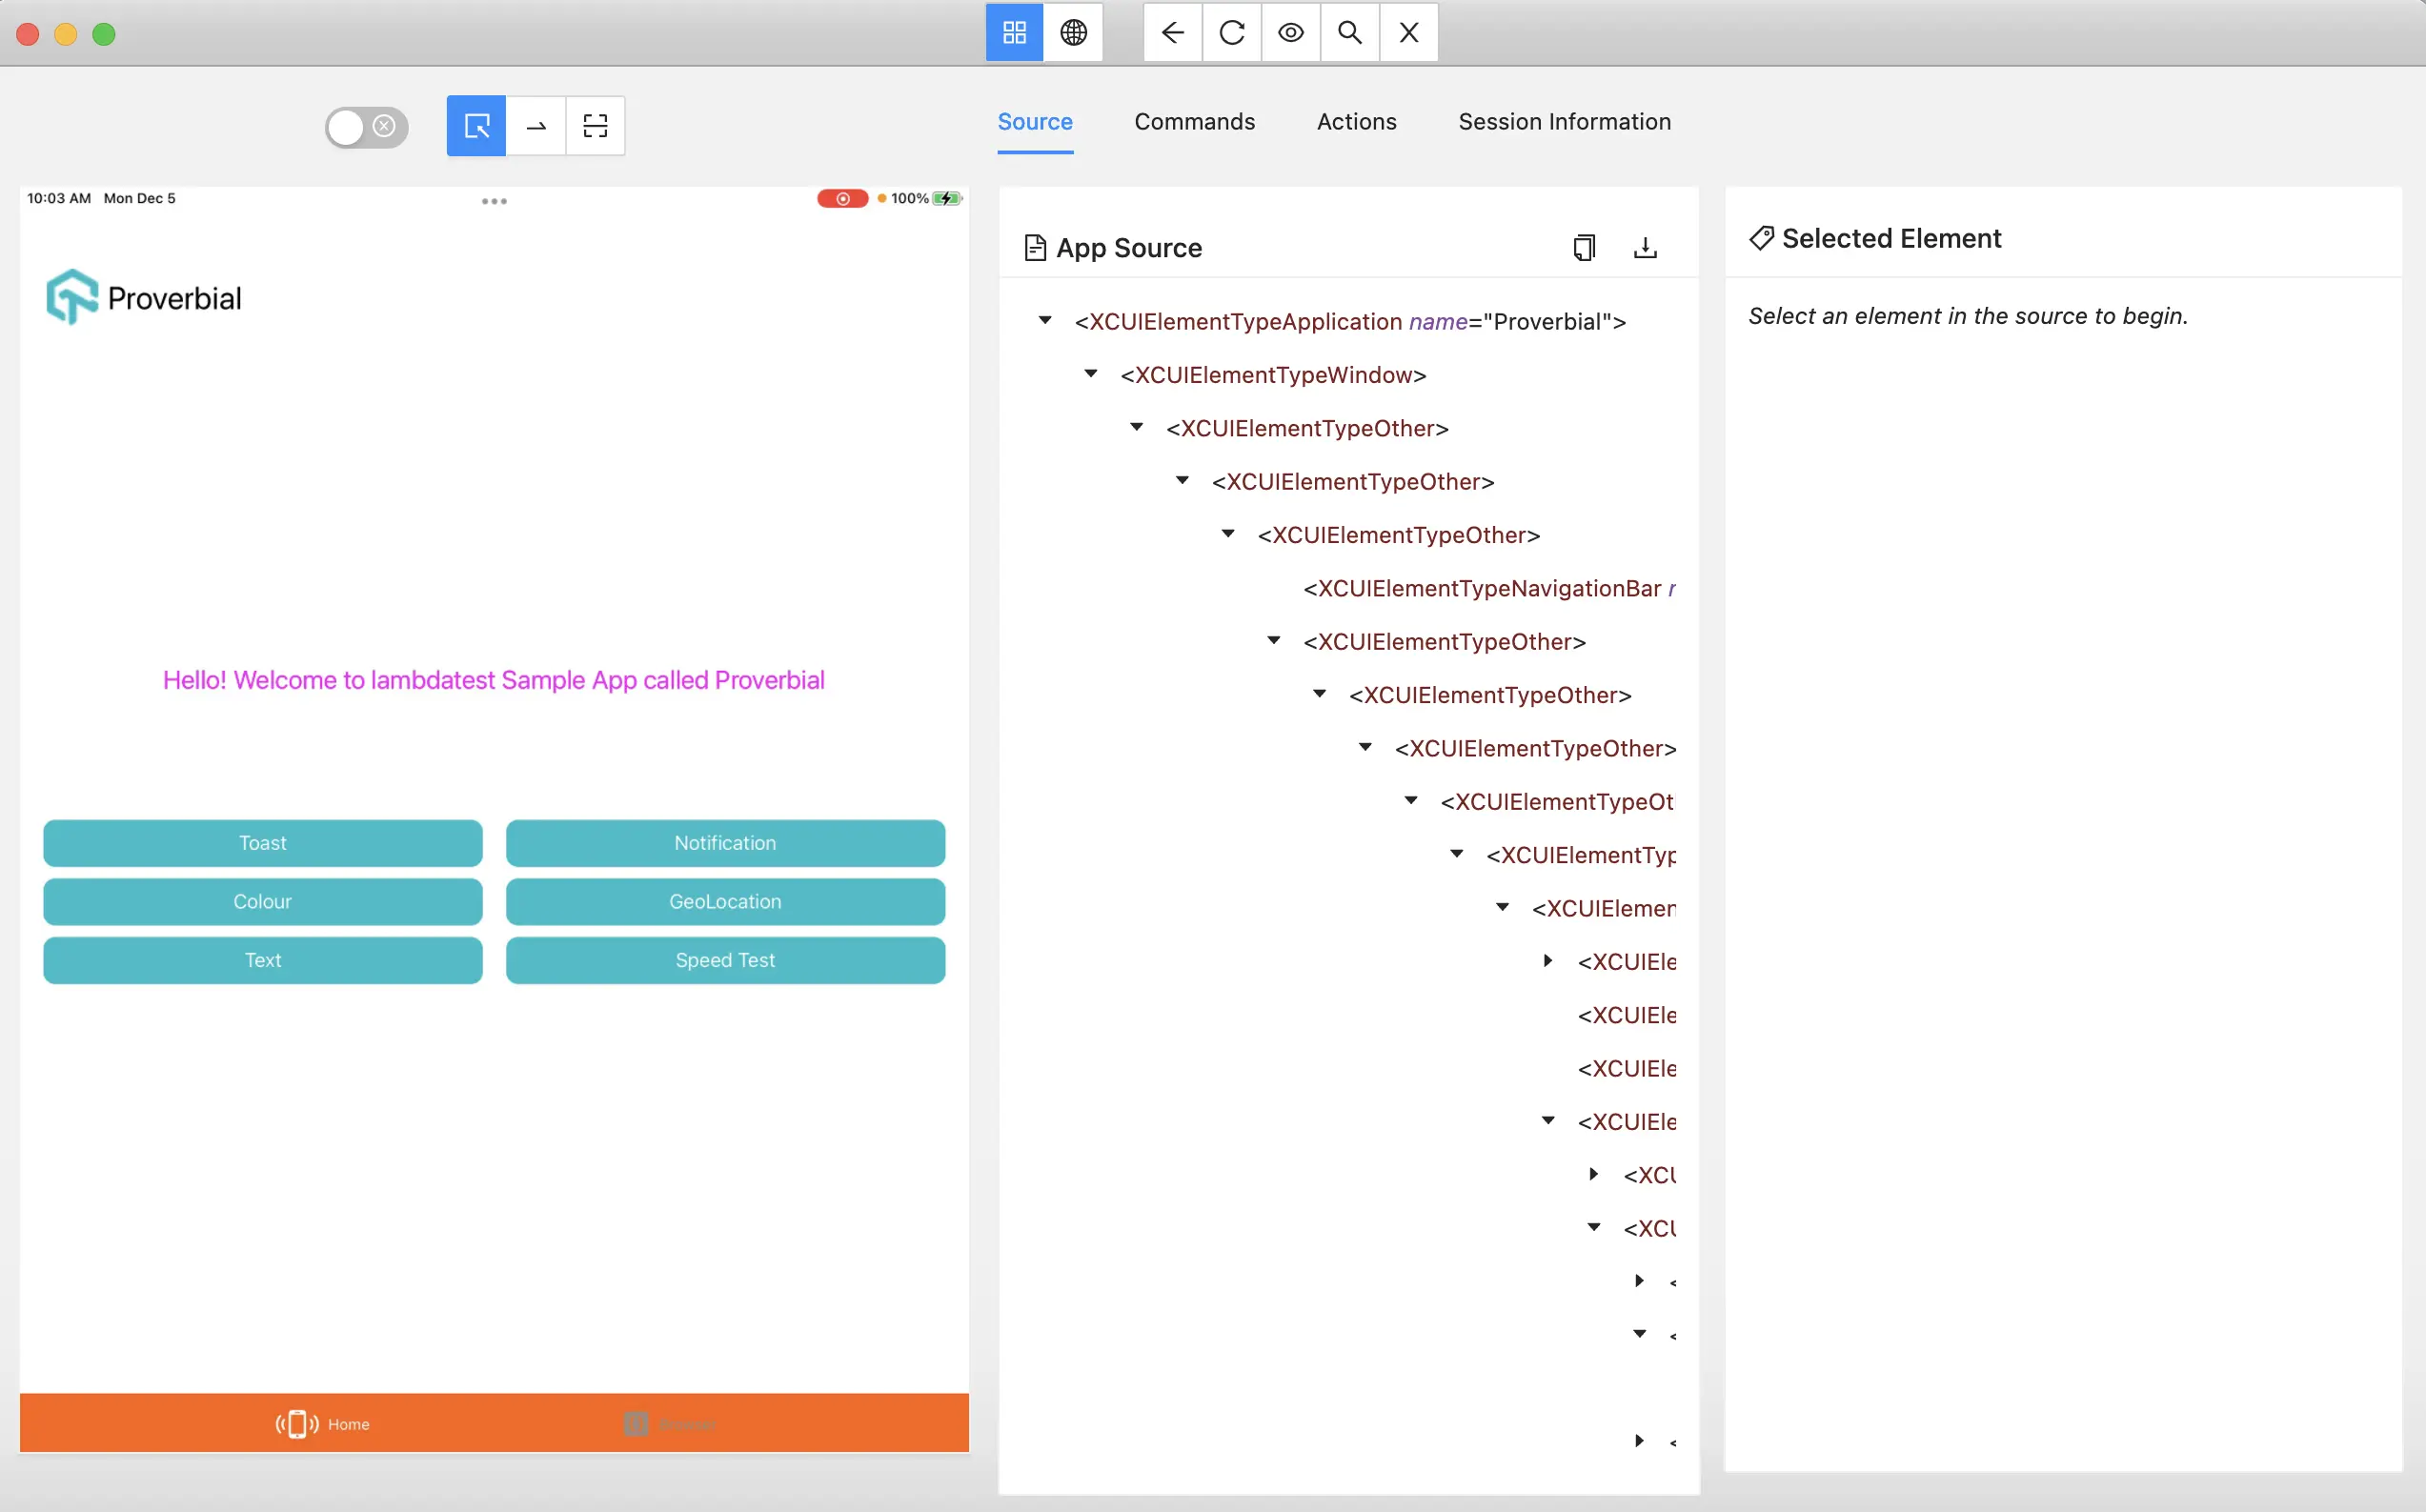 Source Commands Actions Session Information
10:03 AM Mon Dec 5 100%
Proverbial
Hello! Welcome to lambdatest Sample App called Proverbial
Toast Notification
Colour GeoLocation
Text Speed Test
Home
App Source
<XCUIElementTypeApplication name="Proverbial">
<XCUIElementTypeWindow>
<XCUIElementTypeOther>
<XCUIElementTypeOther>
<XCUIElementTypeOther>
<XCUIElementTypeNavigationBar
<XCUIElementTypeOther>
<XCUIElementTypeOther>
<XCUIElementTypeOther>
<XCUIElementTypeOt
<XCUIElementTyp
<XCUIElemen
<XCUIEle
<XCUIEle
<XCUIEle
<XCUIEle
<XCU
<XCU
<
<
<
Selected Element
Select an element in the source to begin.